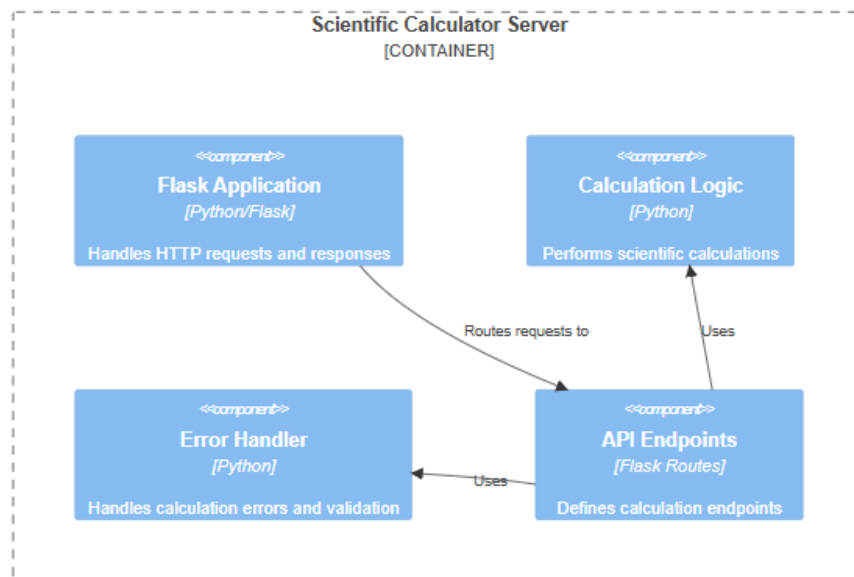 Scientific Calculator Server
[CONTAINER]
<<component>>
Flask Application
[Python/Flask]
Handles HTTP requests and responses
<<component>>
Calculation Logic
[Python]
Performs scientific calculations
Routes requests to
Uses
<<component>>
Error Handler
[Python]
Handles calculation errors and validation
Uses
<<component>>
API Endpoints
[Flask Routes]
Defines calculation endpoints